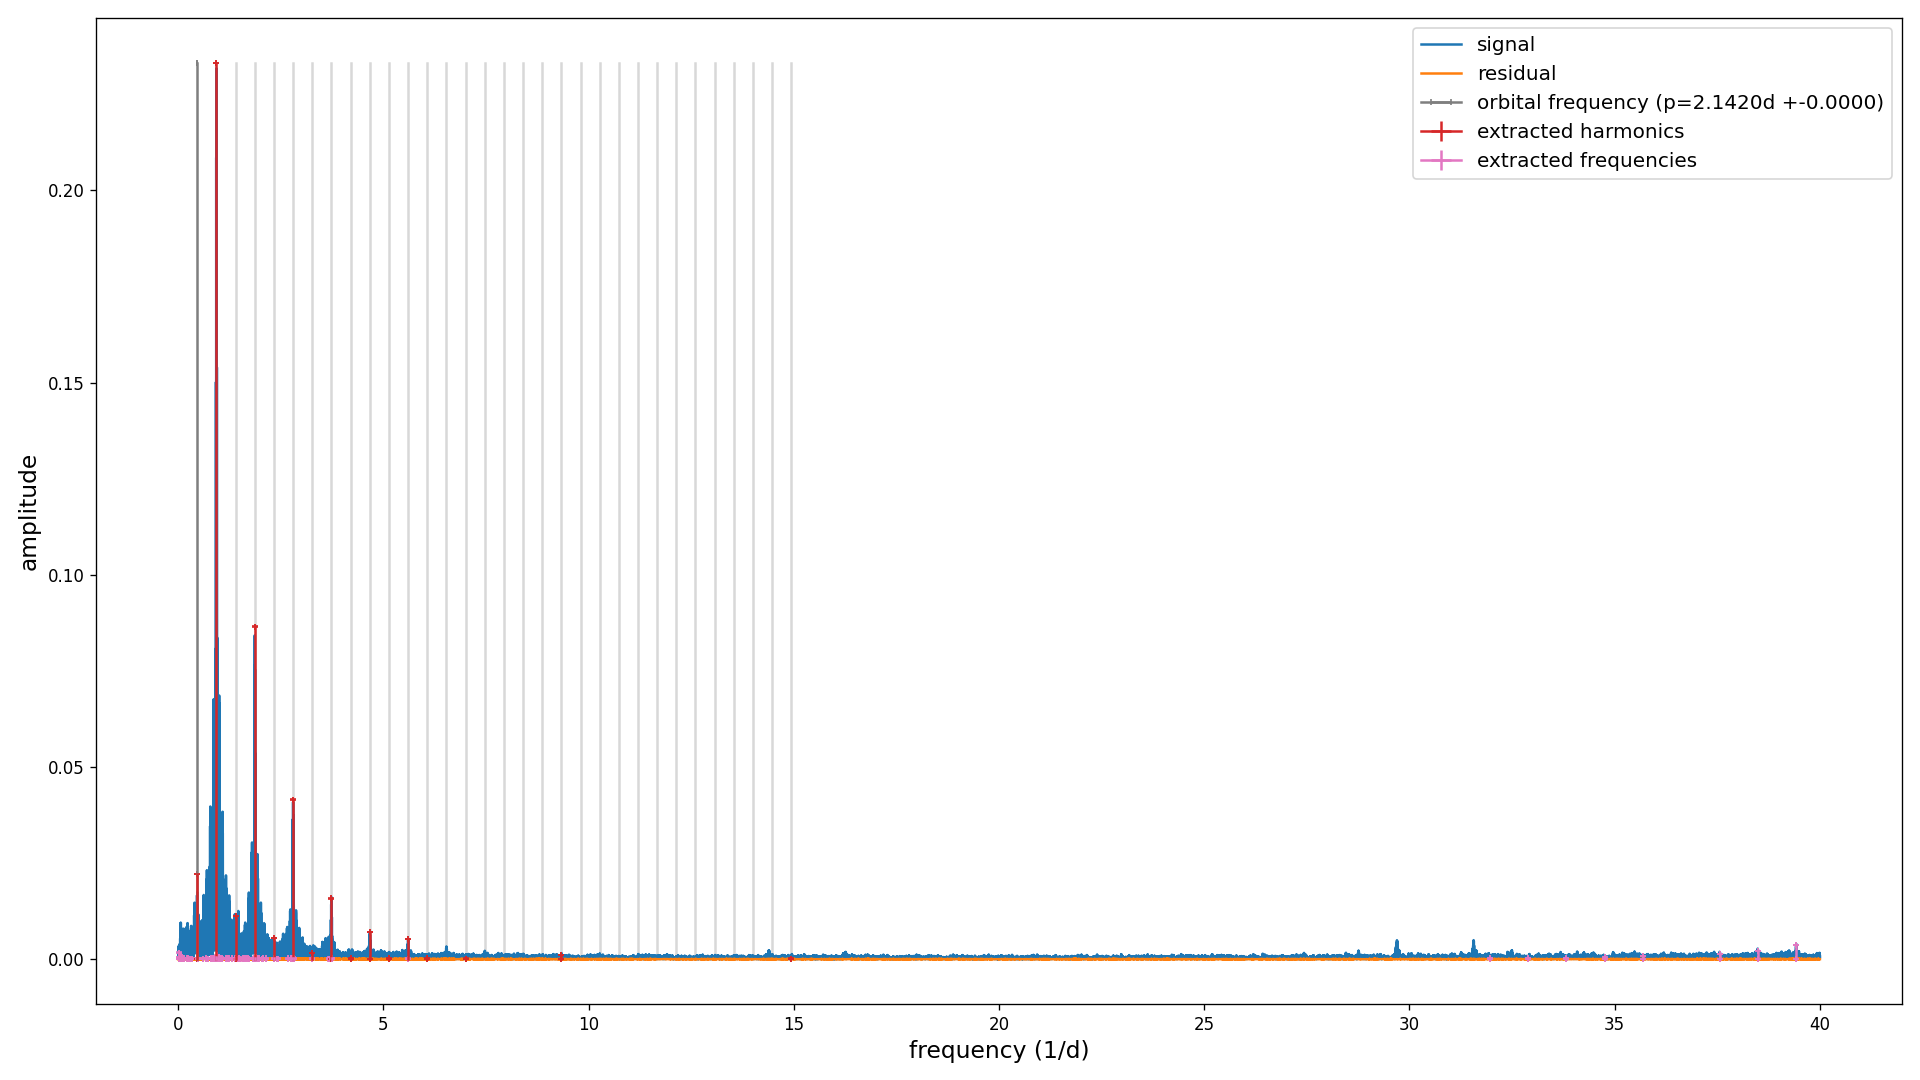 signal
residual
orbital frequency (p=2.1420d +-0.0000)
extracted harmonics
extracted frequencies
0.20
0.15
0.10
0.05
0.00
amplitude
0 5 10 15 20 25 30 35 40
frequency (1/d)